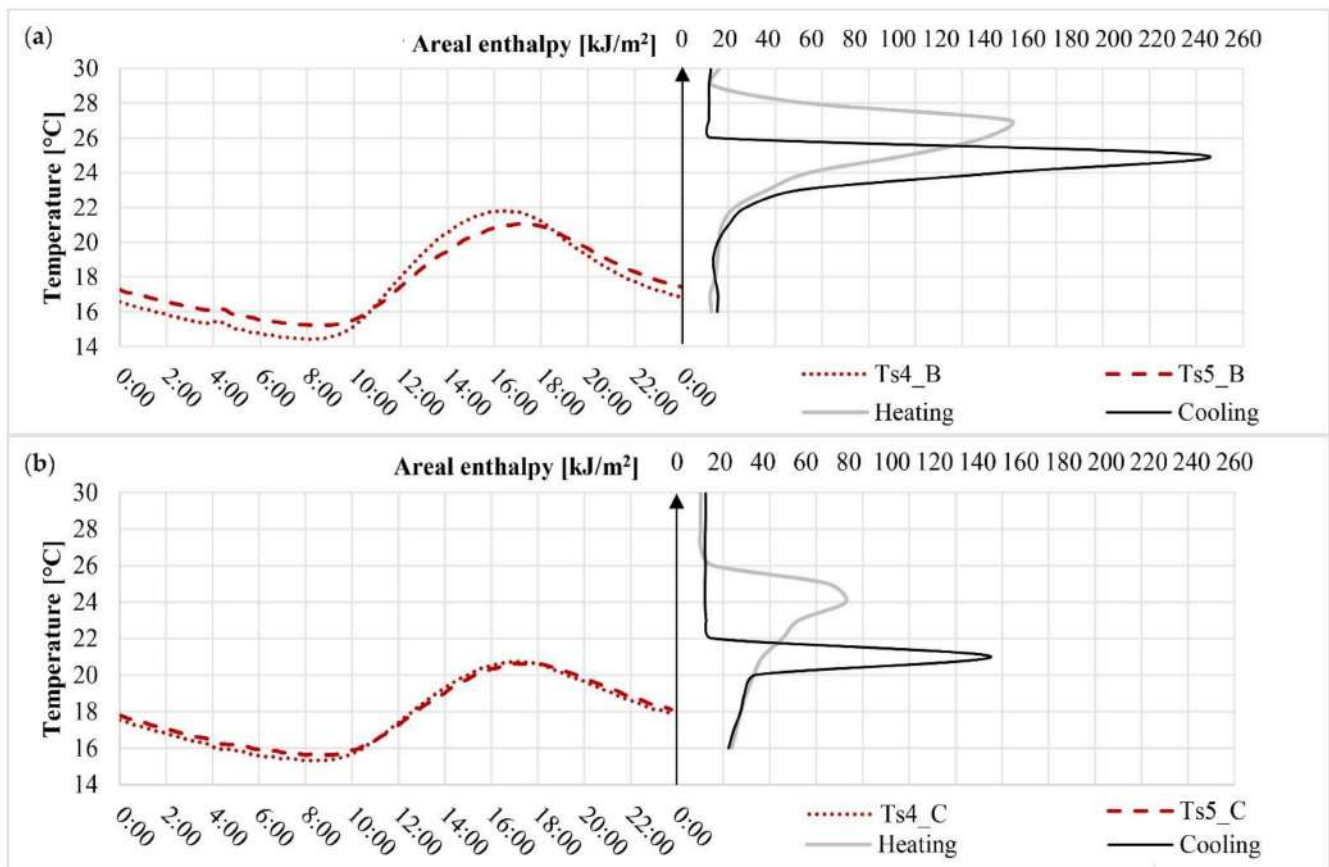 (a)
Areal enthalpy [kJ/m²]
0 20 40 60 80 100 120 140 160 180 200 220 240 260
Temperature [°C]
30
28
26
24
22
20
18
16
14
0:00 2:00 4:00 6:00 8:00 10:00 12:00 14:00 16:00 18:00 20:00 22:00 0:00
Ts4_B Ts5_B
Heating Cooling
(b)
Areal enthalpy [kJ/m²]
0 20 40 60 80 100 120 140 160 180 200 220 240 260
Temperature [°C]
30
28
26
24
22
20
18
16
14
0:00 2:00 4:00 6:00 8:00 10:00 12:00 14:00 16:00 18:00 20:00 22:00 0:00
Ts4_C Ts5_C
Heating Cooling